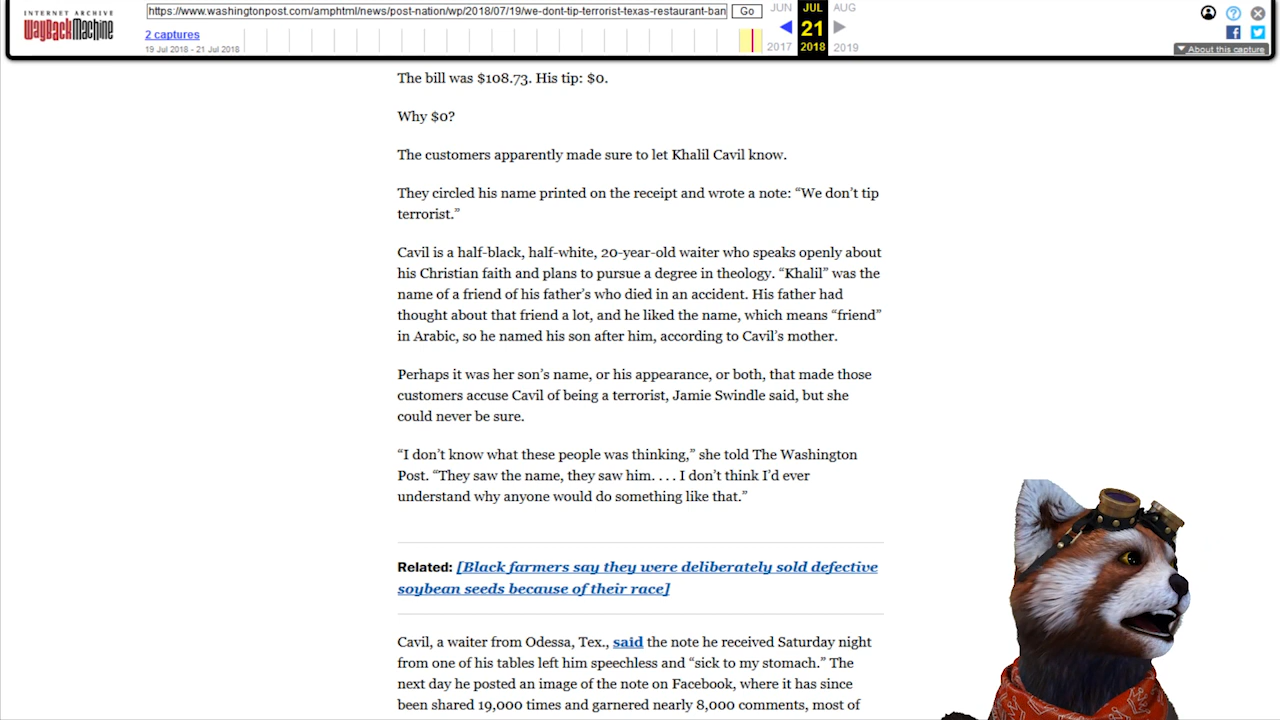 INTERNET ARCHIVE
WayBackMachine
https://www.washingtonpost.com/amphtml/news/post-nation/wp/2018/07/19/we-dont-tip-terrorist-texas-restaurant-ban
Go
JUN
JUL
AUG
2 captures
21
19 Jul 2018 - 21 Jul 2018
2017
2018
2019
About this capture
The bill was $108.73. His tip: $0.
Why $0?
The customers apparently made sure to let Khalil Cavil know.
They circled his name printed on the receipt and wrote a note: “We don’t tip
terrorist.”
Cavil is a half-black, half-white, 20-year-old waiter who speaks openly about
his Christian faith and plans to pursue a degree in theology. “Khalil” was the
name of a friend of his father’s who died in an accident. His father had
thought about that friend a lot, and he liked the name, which means “friend”
in Arabic, so he named his son after him, according to Cavil’s mother.
Perhaps it was her son’s name, or his appearance, or both, that made those
customers accuse Cavil of being a terrorist, Jamie Swindle said, but she
could never be sure.
“I don’t know what these people was thinking,” she told The Washington
Post. “They saw the name, they saw him. . . . I don’t think I’d ever
understand why anyone would do something like that.”
Related: [Black farmers say they were deliberately sold defective
soybean seeds because of their race]
Cavil, a waiter from Odessa, Tex., said the note he received Saturday night
from one of his tables left him speechless and “sick to my stomach.” The
next day he posted an image of the note on Facebook, where it has since
been shared 19,000 times and garnered nearly 8,000 comments, most of